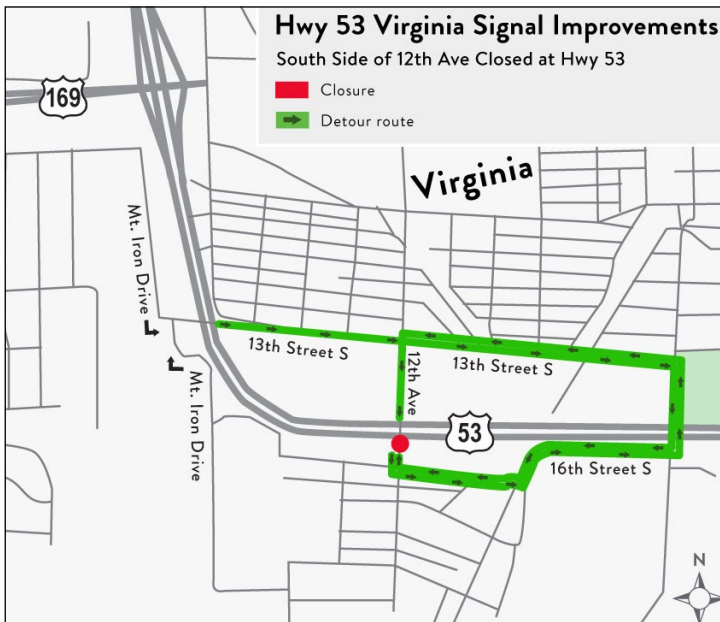 Hwy 53 Virginia Signal Improvements
South Side of 12th Ave Closed at Hwy 53
Closure
Detour route
169
Virginia
Mt. Iron Drive
Mt. Iron Drive
13th Street S
12th Ave
13th Street S
53
16th Street S
N